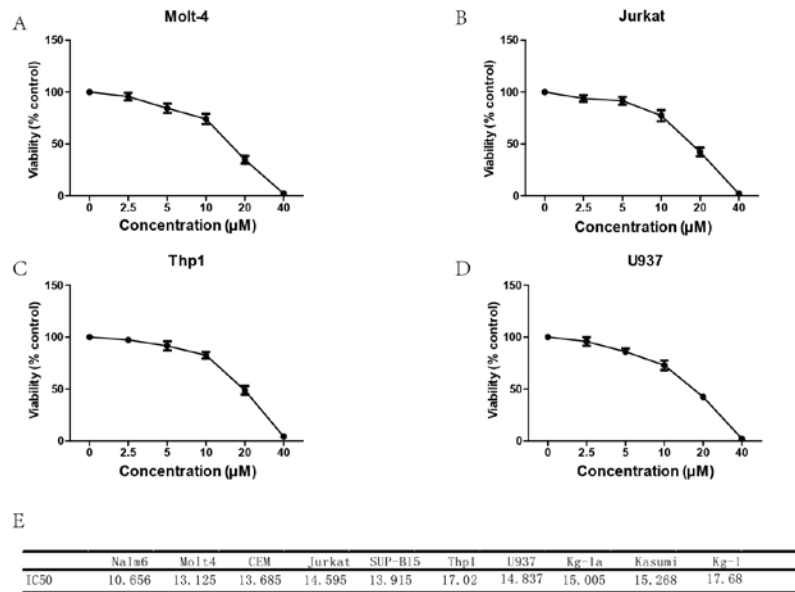 A
Molt-4
Viability (% control)
150
100
50
0
0 2.5 5 10 20 40
Concentration (µM)
B
Jurkat
Viability (% control)
150
100
50
0
0 2.5 5 10 20 40
Concentration (µM)
C
Thp1
Viability (% control)
150
100
50
0
0 2.5 5 10 20 40
Concentration (µM)
D
U937
Viability (% control)
150
100
50
0
0 2.5 5 10 20 40
Concentration (µM)
E
Nalm6 Molt4 CEM Jurkat SUP-B15 Thp1 U937 Kg-1a Kasumi Kg-1
IC50 10.656 13.125 13.685 14.595 13.915 17.02 14.837 15.005 15.268 17.68